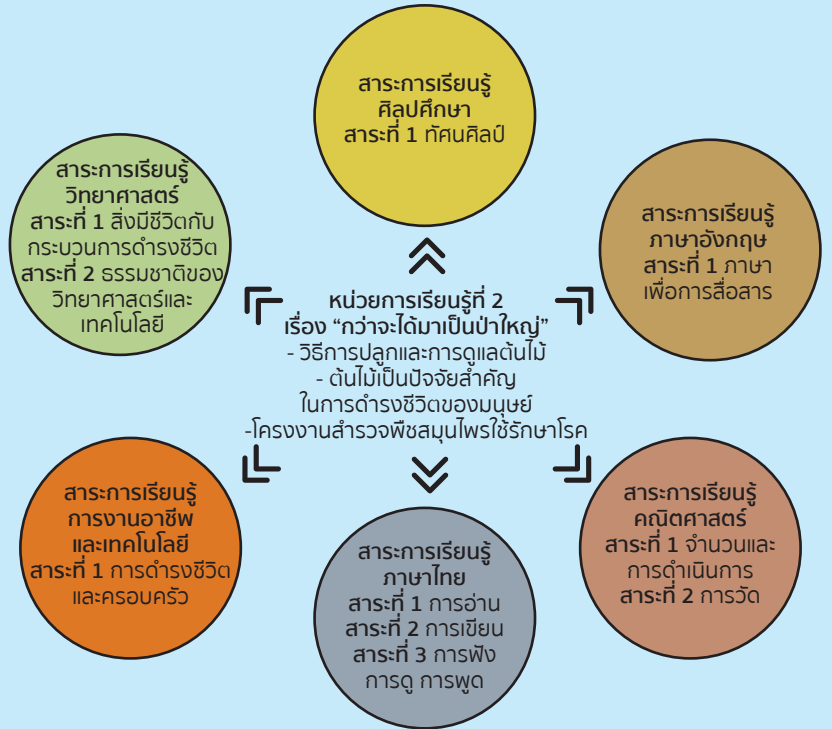 สาระการเรียนรู้
ศิลปศึกษา
สาระที่ 1 ทัศนศิลป์
สาระการเรียนรู้
วิทยาศาสตร์
สาระที่ 1 สิ่งมีชีวิตกับ
กระบวนการดำรงชีวิต
สาระที่ 2 ธรรมชาติของ
วิทยาศาสตร์และ
เทคโนโลยี
สาระการเรียนรู้
ภาษาอังกฤษ
สาระที่ 1 ภาษา
เพื่อการสื่อสาร
หน่วยการเรียนรู้ที่ 2
เรื่อง “กว่าจะได้มาเป็นป่าใหญ่”
- วิธีการปลูกและการดูแลต้นไม้
- ต้นไม้เป็นปัจจัยสำคัญ
ในการดำรงชีวิตของมนุษย์
-โครงงานสำรวจพืชสมุนไพรใช้รักษาโรค
สาระการเรียนรู้
การงานอาชีพ
และเทคโนโลยี
สาระที่ 1 การดำรงชีวิต
และครอบครัว
สาระการเรียนรู้
ภาษาไทย
สาระที่ 1 การอ่าน
สาระที่ 2 การเขียน
สาระที่ 3 การฟัง
การดู การพูด
สาระการเรียนรู้
คณิตศาสตร์
สาระที่ 1 จำนวนและ
การดำเนินการ
สาระที่ 2 การวัด